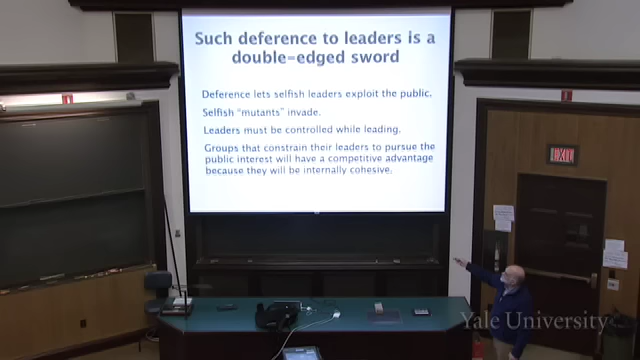 Such deference to leaders is a
double-edged sword
Deference lets selfish leaders exploit the public.
Selfish "mutants" invade.
Leaders must be controlled while leading.
Groups that constrain their leaders to pursue the
public interest will have a competitive advantage
because they will be internally cohesive.
EXIT
Yale University